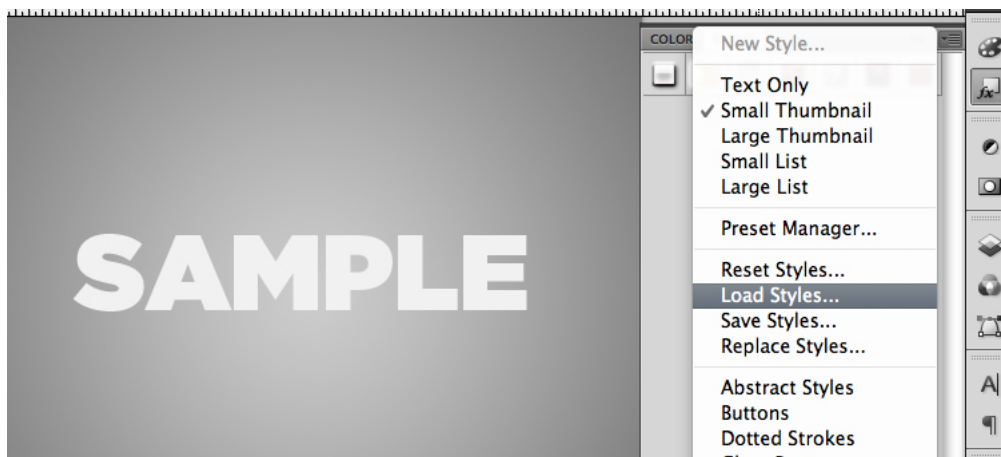 COLOR
New Style...
Text Only
✓ Small Thumbnail
Large Thumbnail
Small List
Large List
SAMPLE
Preset Manager...
Reset Styles...
Load Styles...
Save Styles...
Replace Styles...
Abstract Styles
Buttons
Dotted Strokes
fx
A
¶